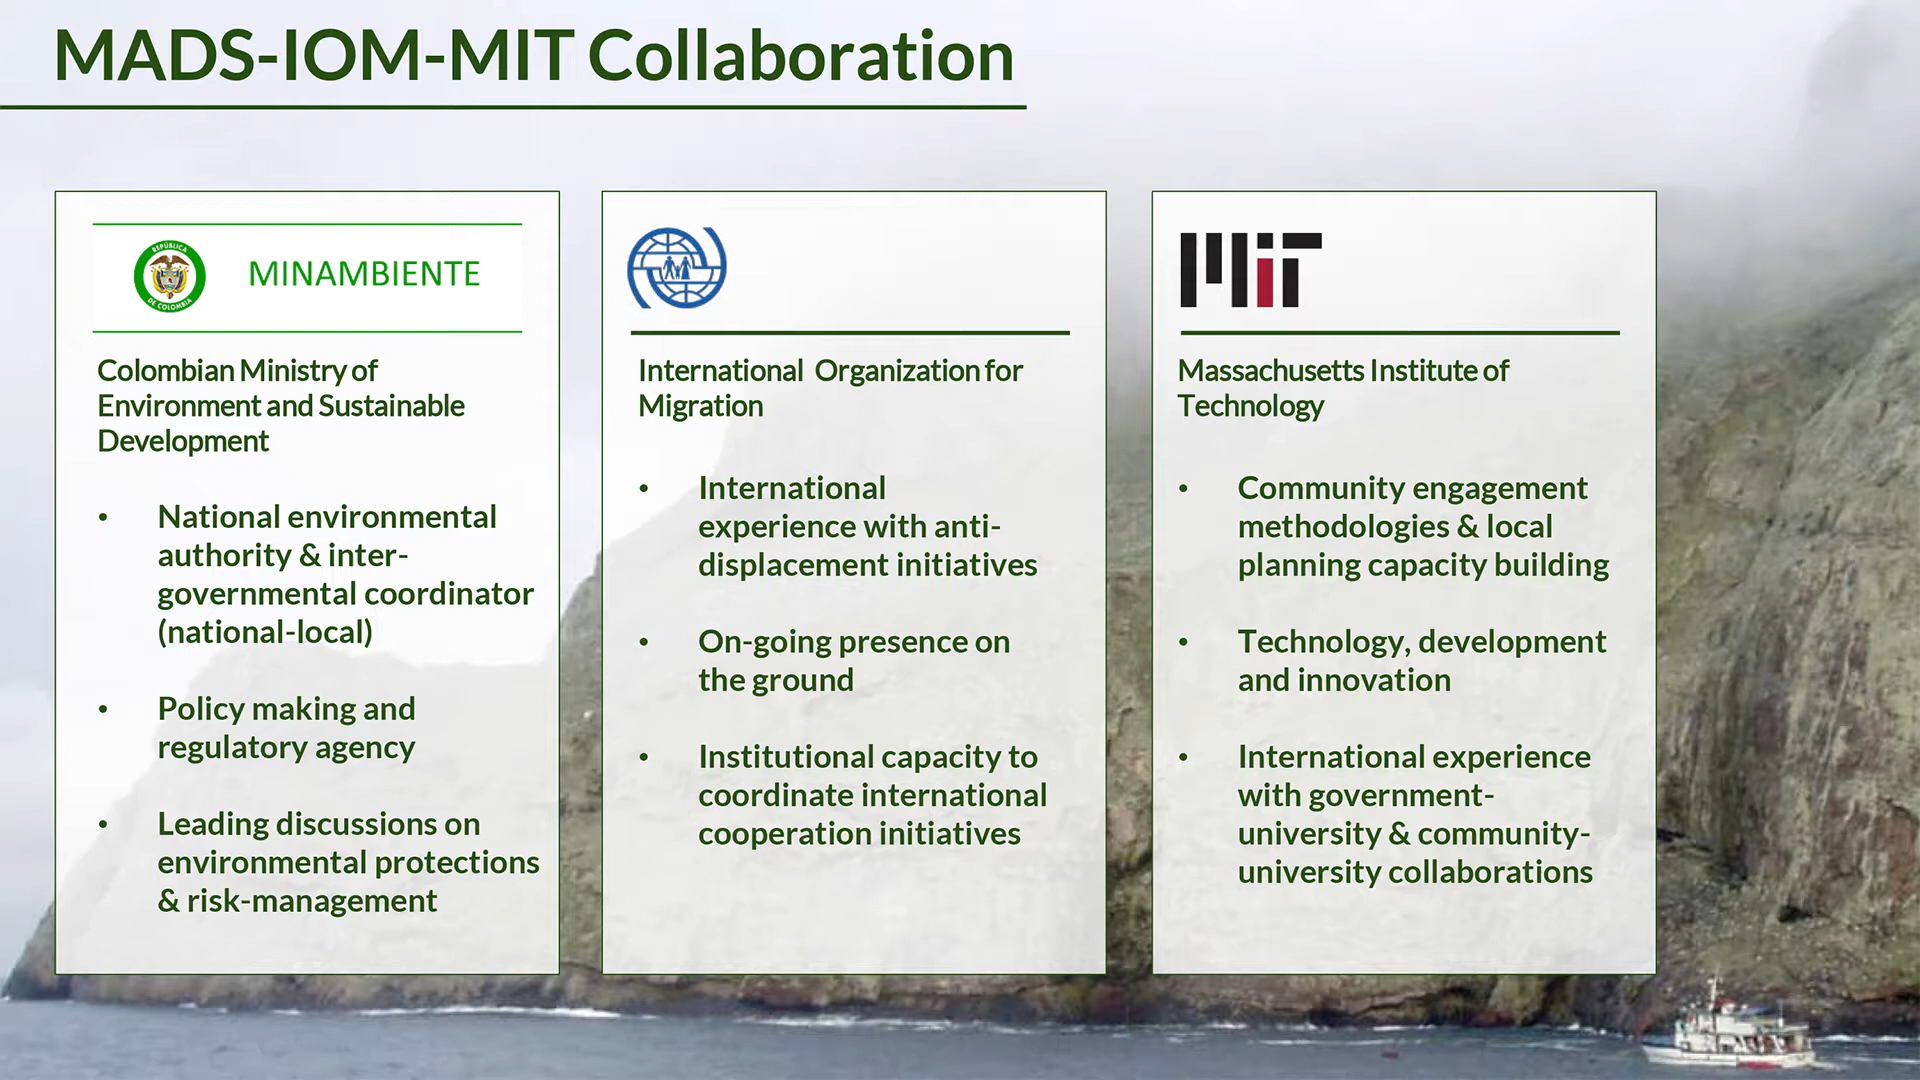 MADS-IOM-MIT Collaboration
REPÚBLICA
DE COLOMBIA
MINAMBIENTE
Colombian Ministry of
Environment and Sustainable
Development
• National environmental
authority & inter-
governmental coordinator
(national-local)
• Policy making and
regulatory agency
• Leading discussions on
environmental protections
& risk-management
International Organization for
Migration
• International
experience with anti-
displacement initiatives
• On-going presence on
the ground
• Institutional capacity to
coordinate international
cooperation initiatives
MiT
Massachusetts Institute of
Technology
• Community engagement
methodologies & local
planning capacity building
• Technology, development
and innovation
• International experience
with government-
university & community-
university collaborations